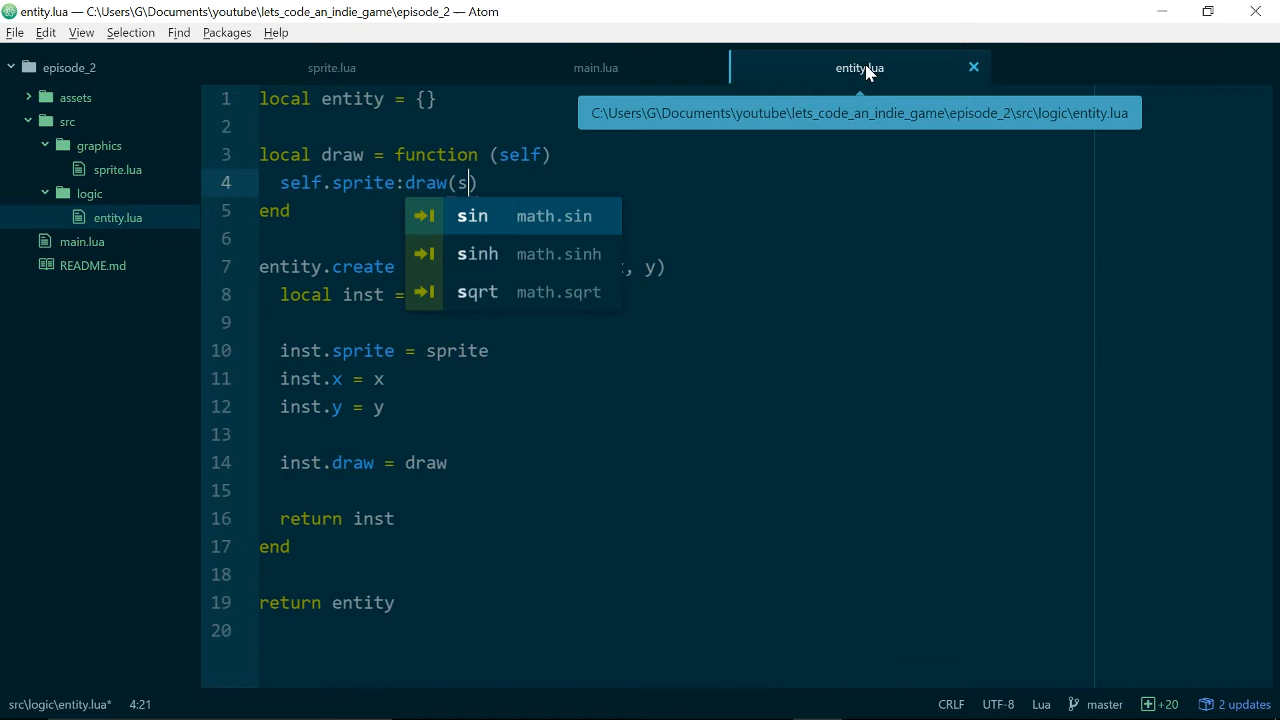 entity.lua — C:\Users\G\Documents\youtube\lets_code_an_indie_game\episode_2 — Atom
File Edit View Selection Find Packages Help
episode_2
assets
src
graphics
sprite.lua
logic
entity.lua
main.lua
README.md
sprite.lua main.lua
C:\Users\G\Documents\youtube\lets_code_an_indie_game\episode_2\src\logic\entity.lua
1 local entity = {}
2
3 local draw = function (self)
4 self.sprite:draw(s)
sin math.sin
sinh math.sinh
sqrt math.sqrt
5 end
6
7 entity.create , y)
8 local inst =
9
10 inst.sprite = sprite
11 inst.x = x
12 inst.y = y
13
14 inst.draw = draw
15
16 return inst
17 end
18
19 return entity
20
src\logic\entity.lua* 4:21 CRLF UTF-8 Lua master +20 2 updates